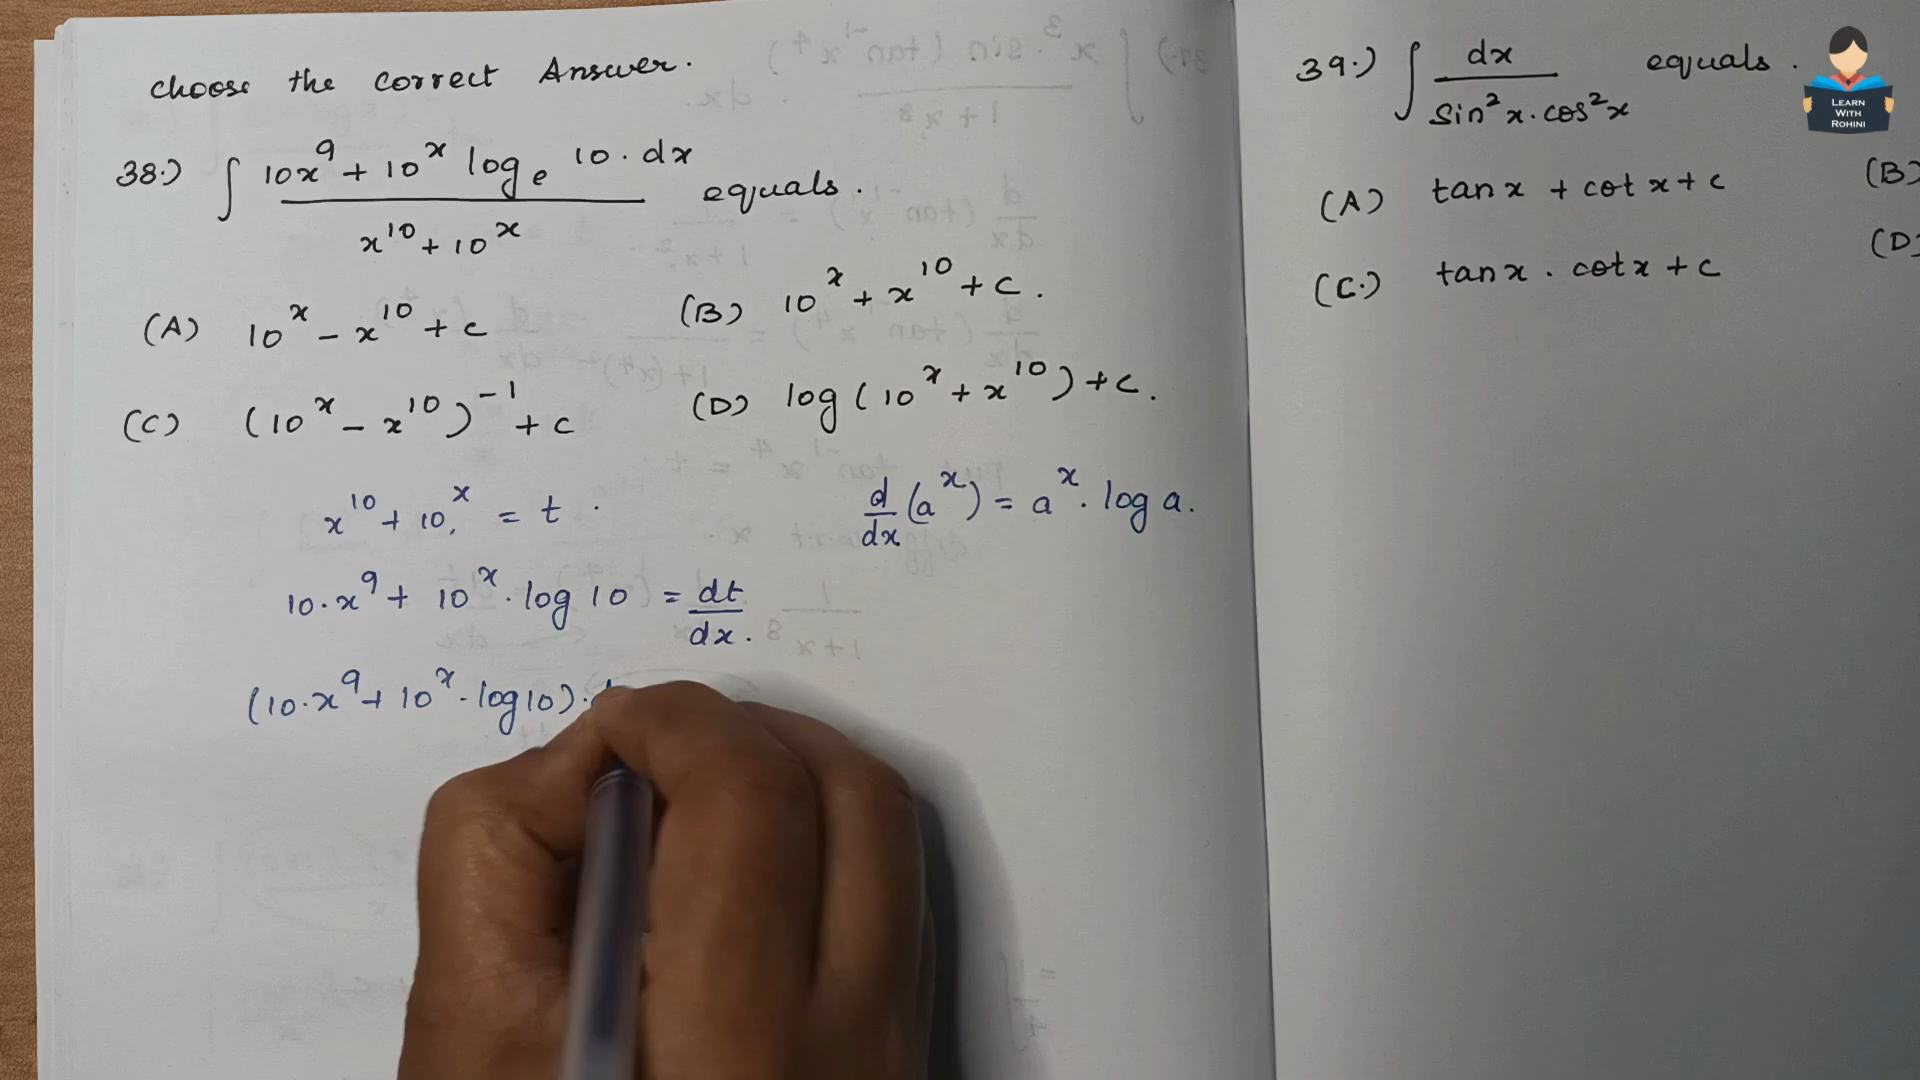 choose the correct Answer.
38.) ∫ 10x⁹ + 10ˣ logₑ 10 . dx / x¹⁰ + 10ˣ equals .
(A) 10ˣ – x¹⁰ + c (B) 10ˣ + x¹⁰ + c .
(C) (10ˣ – x¹⁰)⁻¹ + c (D) log ( 10ˣ + x¹⁰ ) + c .
x¹⁰ + 10ˣ = t . d/dx (aˣ) = aˣ . log a .
10 . x⁹ + 10ˣ . log 10 = dt/dx .
(10 . x⁹ + 10ˣ . log 10) .
39.) ∫ dx / Sin²x . cos²x equals .
(A) tan x + cot x + c (B)
(C.) tan x . cot x + c (D)
LEARN
WITH
ROHINI